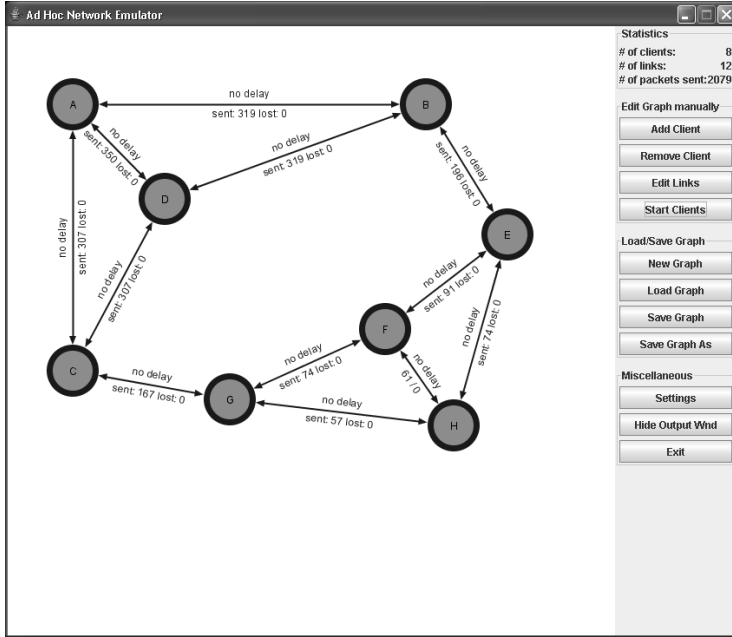 Ad Hoc Network Emulator
Statistics
# of clients: 8
# of links: 12
# of packets sent:2079
Edit Graph manually
Add Client
Remove Client
Edit Links
Start Clients
Load/Save Graph
New Graph
Load Graph
Save Graph
Save Graph As
Miscellaneous
Settings
Hide Output Wnd
Exit
A
no delay
sent: 319 lost: 0
B
no delay
sent: 350 lost: 0
no delay
sent: 319 lost: 0
no delay
sent: 196 lost: 0
D
no delay
sent: 307 lost: 0
no delay
sent: 307 lost: 0
E
no delay
sent: 91 lost: 0
no delay
sent: 74 lost: 0
F
no delay
sent: 74 lost: 0
no delay
61 / 0
C
no delay
sent: 167 lost: 0
G
no delay
sent: 57 lost: 0
H